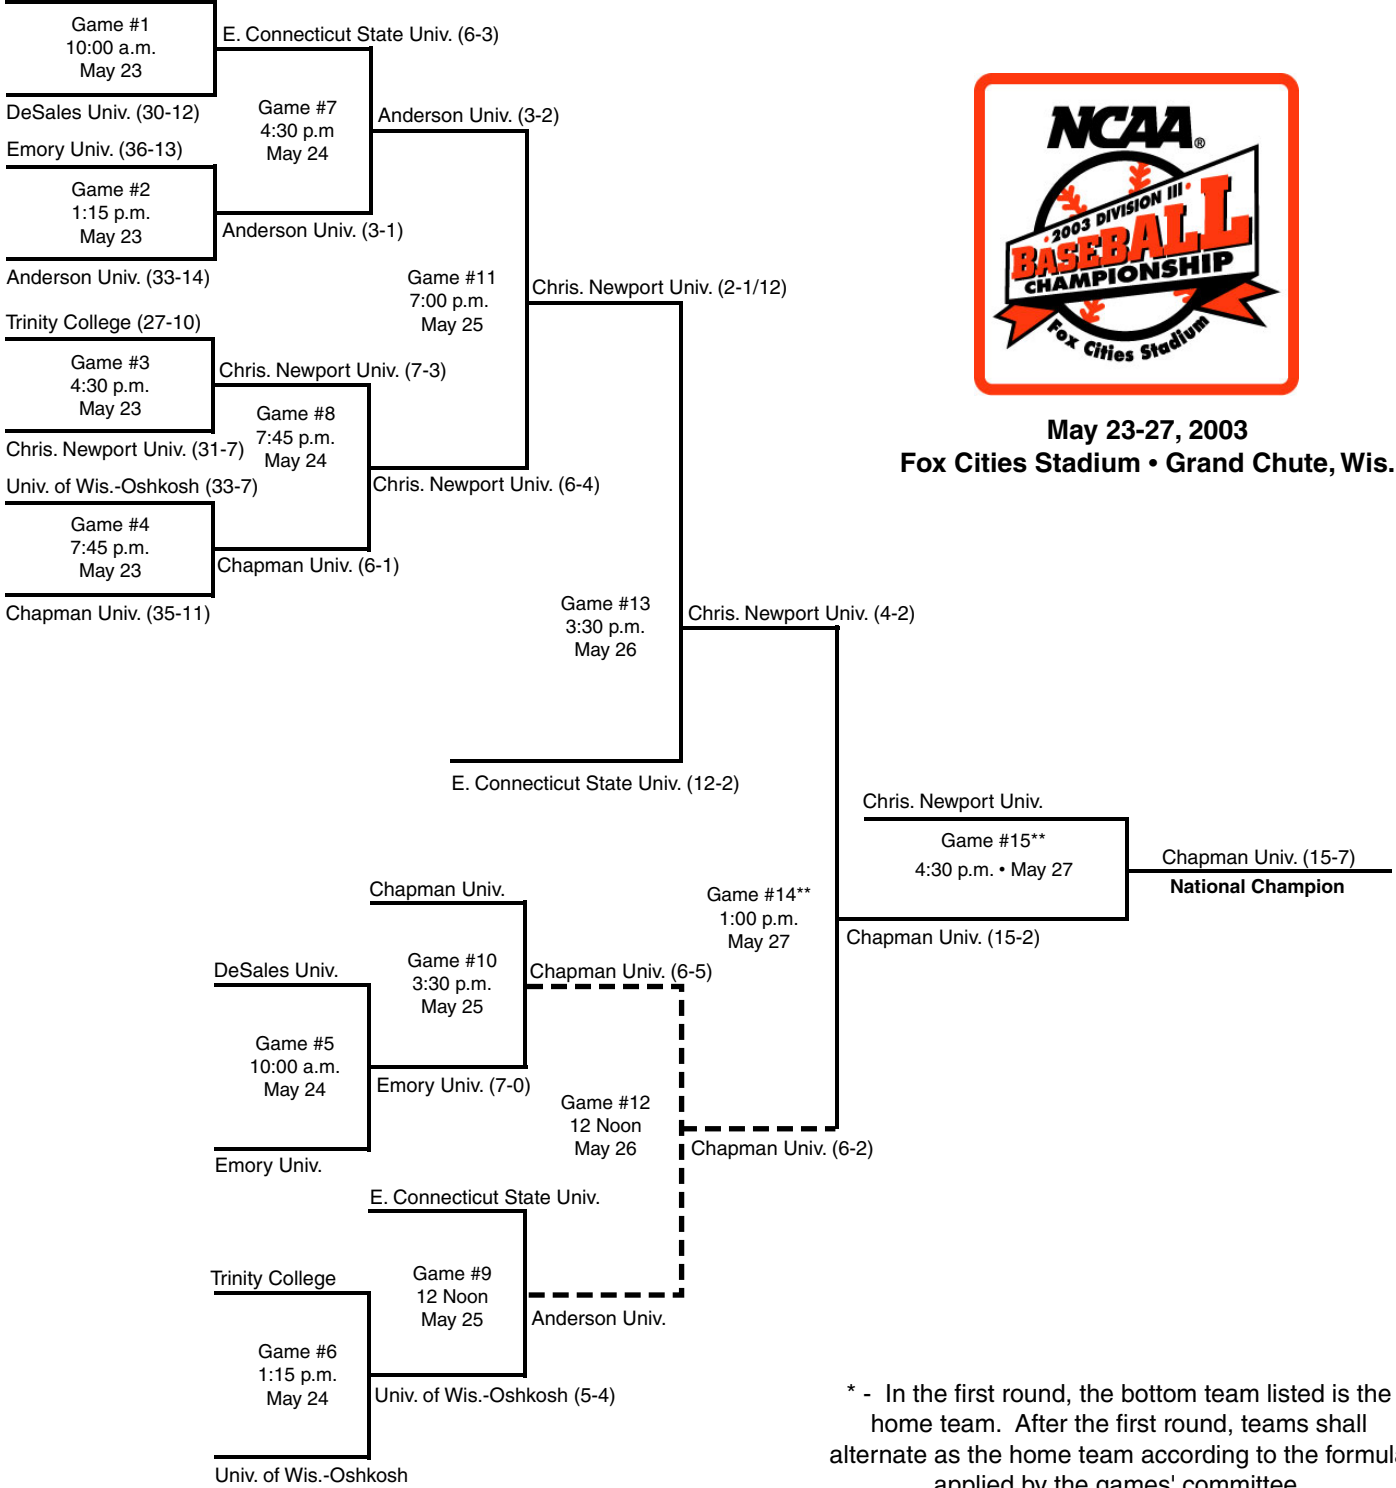 Game #1
10:00 a.m.
May 23
E. Connecticut State Univ. (6-3)
DeSales Univ. (30-12)
Game #7
4:30 p.m
May 24
Anderson Univ. (3-2)
Emory Univ. (36-13)
Game #2
1:15 p.m.
May 23
Anderson Univ. (3-1)
Anderson Univ. (33-14)
Game #11
7:00 p.m.
May 25
Chris. Newport Univ. (2-1/12)
Trinity College (27-10)
Game #3
4:30 p.m.
May 23
Chris. Newport Univ. (7-3)
Chris. Newport Univ. (31-7)
Game #8
7:45 p.m.
May 24
Chris. Newport Univ. (6-4)
Univ. of Wis.-Oshkosh (33-7)
Game #4
7:45 p.m.
May 23
Chapman Univ. (6-1)
Chapman Univ. (35-11)
NCAA®
2003 DIVISION III
BASEBALL
CHAMPIONSHIP
Fox Cities Stadium
May 23-27, 2003
Fox Cities Stadium • Grand Chute, Wis.
Game #13
3:30 p.m.
May 26
Chris. Newport Univ. (4-2)
E. Connecticut State Univ. (12-2)
Chris. Newport Univ.
Game #15**
4:30 p.m. • May 27
Chapman Univ. (15-7)
National Champion
Game #14**
1:00 p.m.
May 27
Chapman Univ. (15-2)
Chapman Univ.
Game #10
3:30 p.m.
May 25
Chapman Univ. (6-5)
DeSales Univ.
Game #5
10:00 a.m.
May 24
Emory Univ. (7-0)
Emory Univ.
Game #12
12 Noon
May 26
Chapman Univ. (6-2)
E. Connecticut State Univ.
Game #9
12 Noon
May 25
Anderson Univ.
Trinity College
Game #6
1:15 p.m.
May 24
Univ. of Wis.-Oshkosh (5-4)
Univ. of Wis.-Oshkosh
* - In the first round, the bottom team listed is the
home team. After the first round, teams shall
alternate as the home team according to the formula
applied by the games' committee